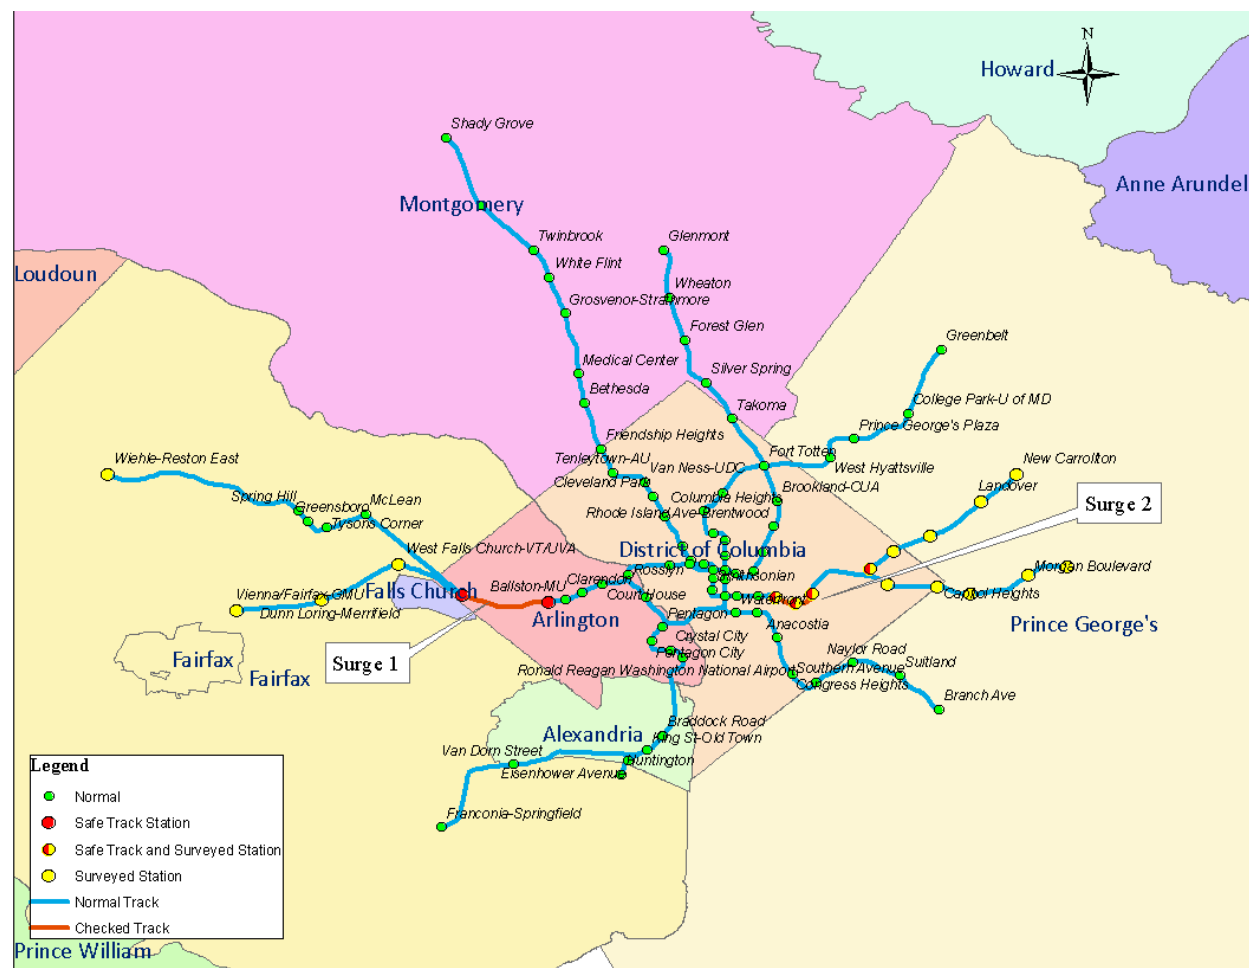 N
Howard
Anne Arundel
Shady Grove
Montgomery
Twinbrook
Glenmont
White Flint
Loudoun
Wheaton
Grosvenor-Strathmore
Forest Glen
Greenbelt
Medical Center
Silver Spring
Bethesda
Takoma
College Park-U of MD
Prince George's Plaza
Friendship Heights
Fort Totten
Wiehle-Reston East
Tenleytown-AU
Van Ness-UDC
West Hyattsville
New Carrollton
Cleveland Park
Brookland-CUA
Landover
Spring Hill
McLean
Columbia Heights
Greensboro
Rhode Island Ave-Brentwood
Surge 2
Tysons Corner
West Falls Church-VT/UVA
District of Columbia
Rosslyn
Smithsonian
Morgan Boulevard
Ballston-MU
Clarendon
Falls Church
Vienna/Fairfax-GMU
Court House
Waterfront
Capitol Heights
Dunn Loring-Merrifield
Arlington
Pentagon
Anacostia
Prince George's
Crystal City
Pentagon City
Naylor Road
Fairfax
Surge 1
Fairfax
Ronald Reagan Washington National Airport
Southern Avenue
Suitland
Congress Heights
Branch Ave
Braddock Road
Alexandria
King St-Old Town
Van Dorn Street
Huntington
Eisenhower Avenue
Franconia-Springfield
Legend
Normal
Safe Track Station
Safe Track and Surveyed Station
Surveyed Station
Normal Track
Checked Track
Prince William